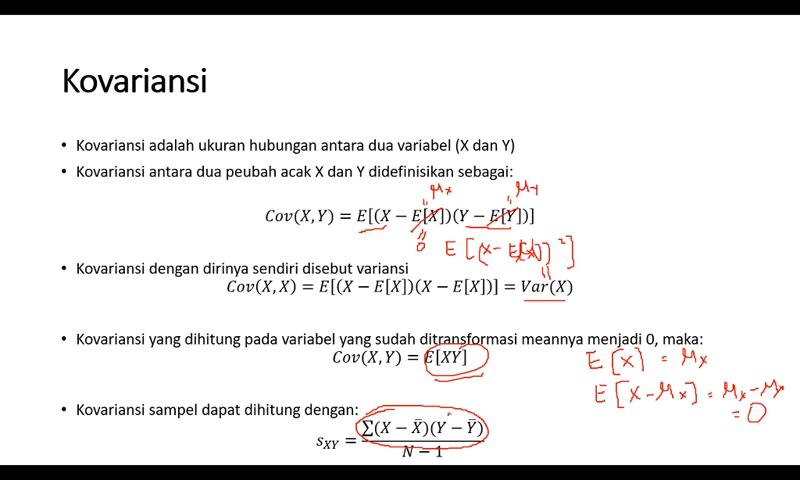 Kovariansi
• Kovariansi adalah ukuran hubungan antara dua variabel (X dan Y)
• Kovariansi antara dua peubah acak X dan Y didefinisikan sebagai:
μx μY
Cov(X,Y) = E[(X − E[X])(Y − E[Y])]
0
E[(X − E[X])²]
• Kovariansi dengan dirinya sendiri disebut variansi
Cov(X,X) = E[(X − E[X])(X − E[X])] = Var(X)
• Kovariansi yang dihitung pada variabel yang sudah ditransformasi meannya menjadi 0, maka:
Cov(X,Y) = E[XY]
E[X] = μx
E[X − μx] = μx − μx
= 0
• Kovariansi sampel dapat dihitung dengan:
s_XY = ∑(X − X̄)(Y − Ȳ) / N − 1